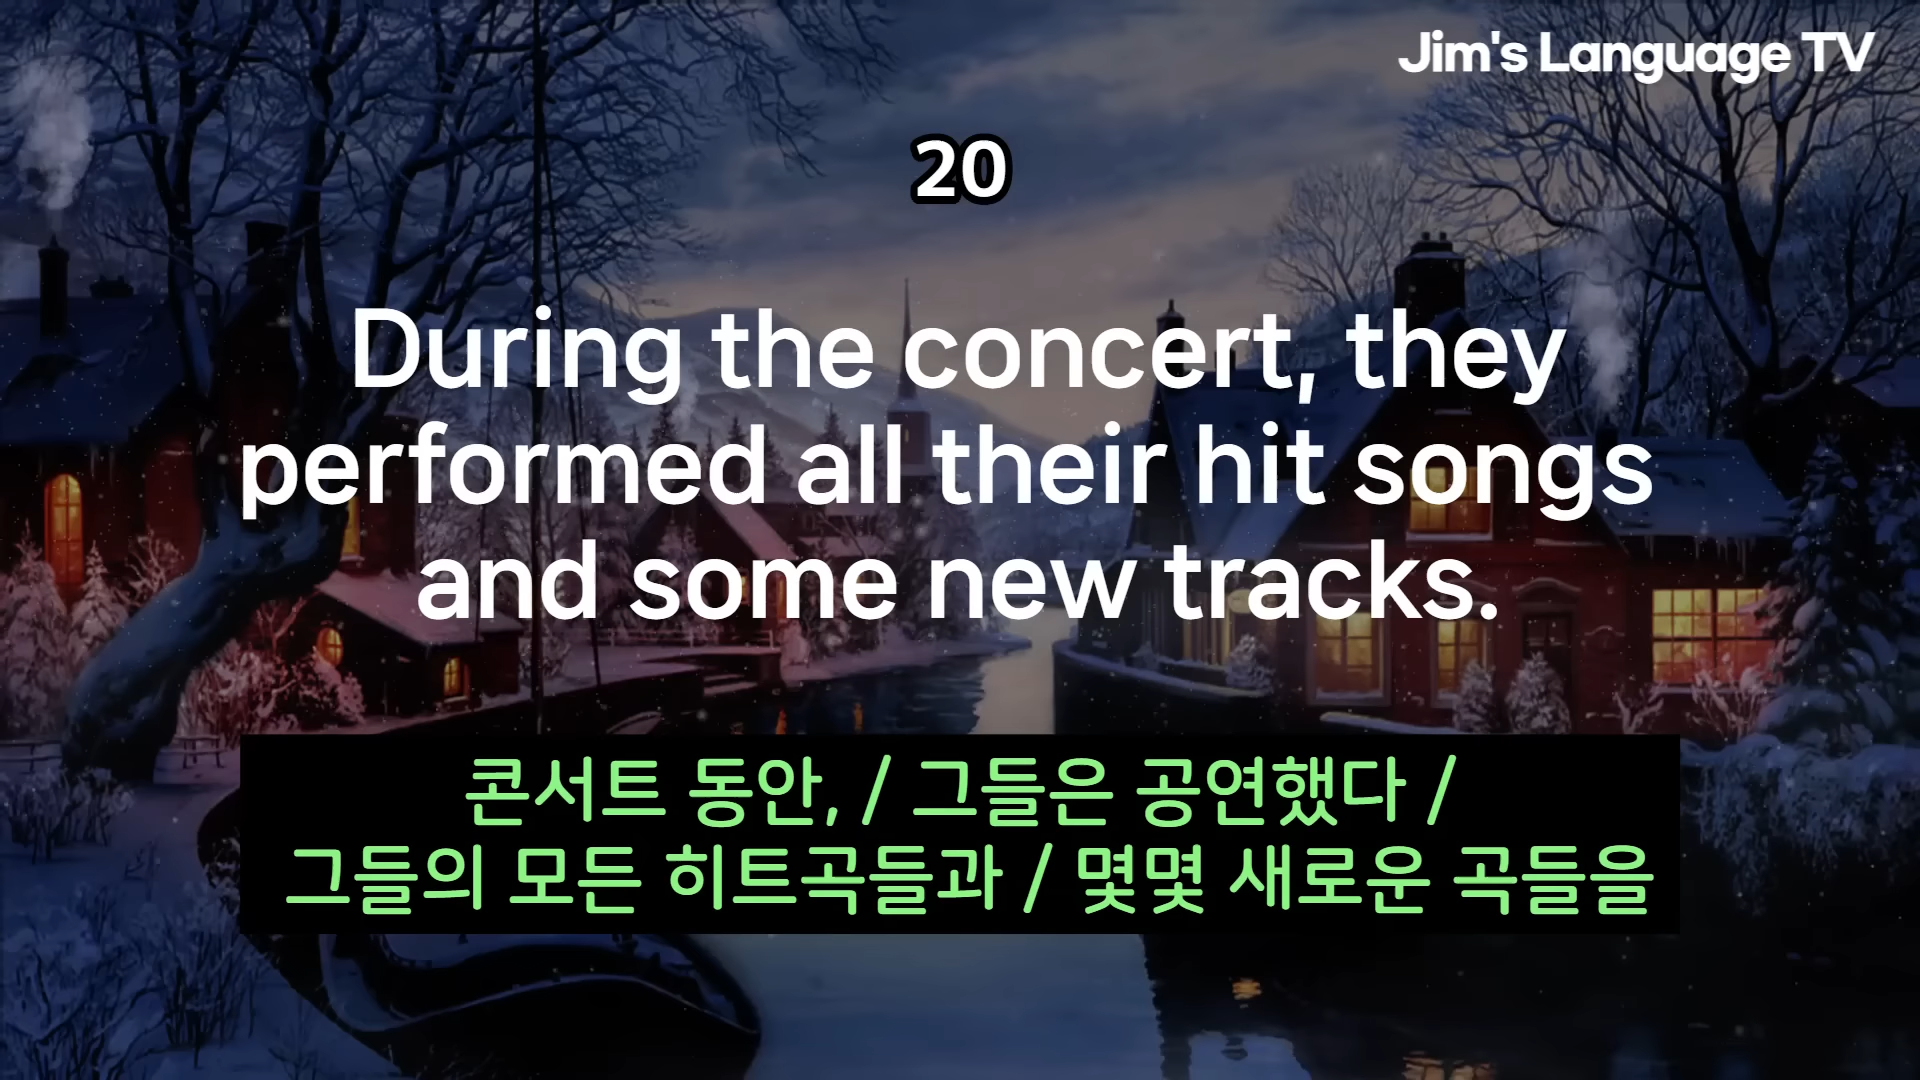 Jim's Language TV
20
During the concert, they
performed all their hit songs
and some new tracks.
콘서트 동안, / 그들은 공연했다 /
그들의 모든 히트곡들과 / 몇몇 새로운 곡들을